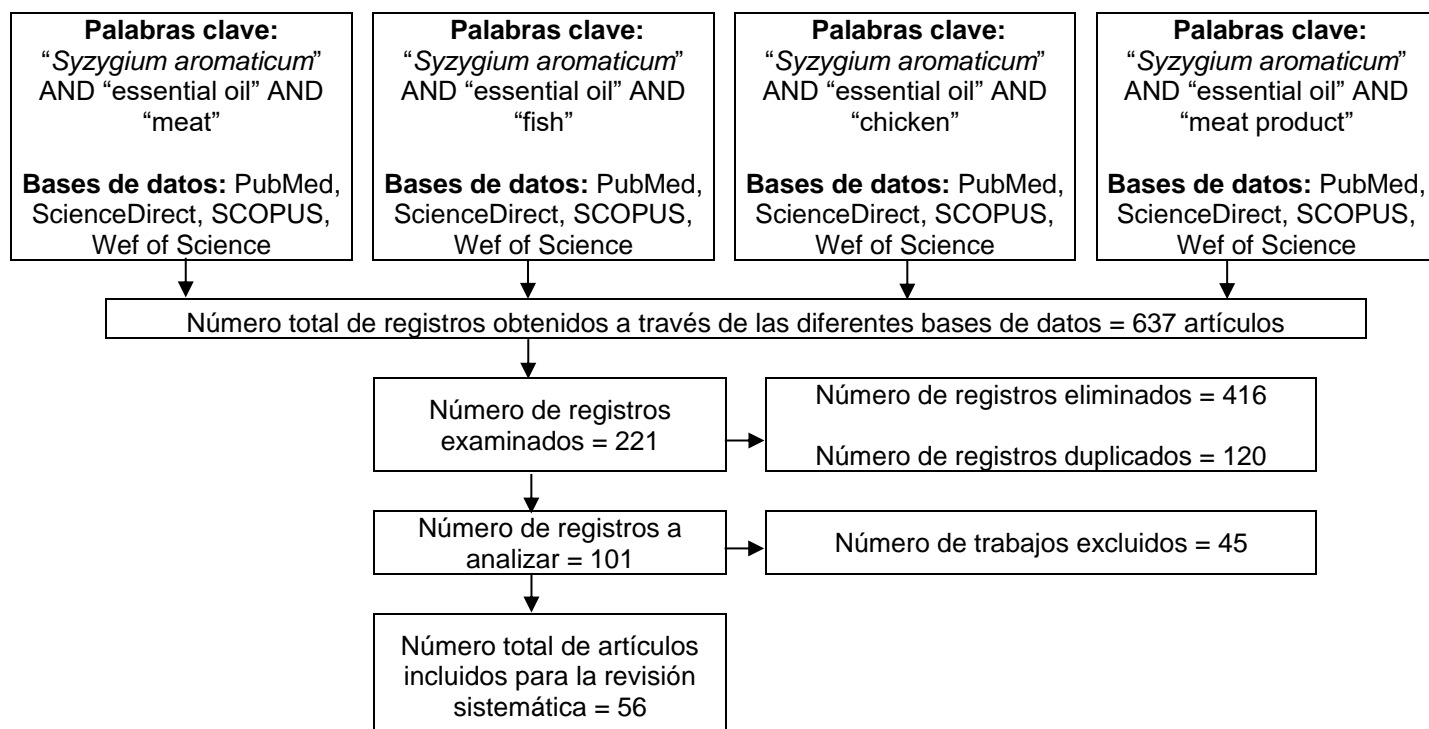 Palabras clave:
“Syzygium aromaticum”
AND “essential oil” AND
“meat”
Bases de datos: PubMed,
ScienceDirect, SCOPUS,
Wef of Science
Palabras clave:
“Syzygium aromaticum”
AND “essential oil” AND
“fish”
Bases de datos: PubMed,
ScienceDirect, SCOPUS,
Wef of Science
Palabras clave:
“Syzygium aromaticum”
AND “essential oil” AND
“chicken”
Bases de datos: PubMed,
ScienceDirect, SCOPUS,
Wef of Science
Palabras clave:
“Syzygium aromaticum”
AND “essential oil” AND
“meat product”
Bases de datos: PubMed,
ScienceDirect, SCOPUS,
Wef of Science
Número total de registros obtenidos a través de las diferentes bases de datos = 637 artículos
Número de registros
examinados = 221
Número de registros eliminados = 416
Número de registros duplicados = 120
Número de registros a
analizar = 101
Número de trabajos excluidos = 45
Número total de artículos
incluidos para la revisión
sistemática = 56